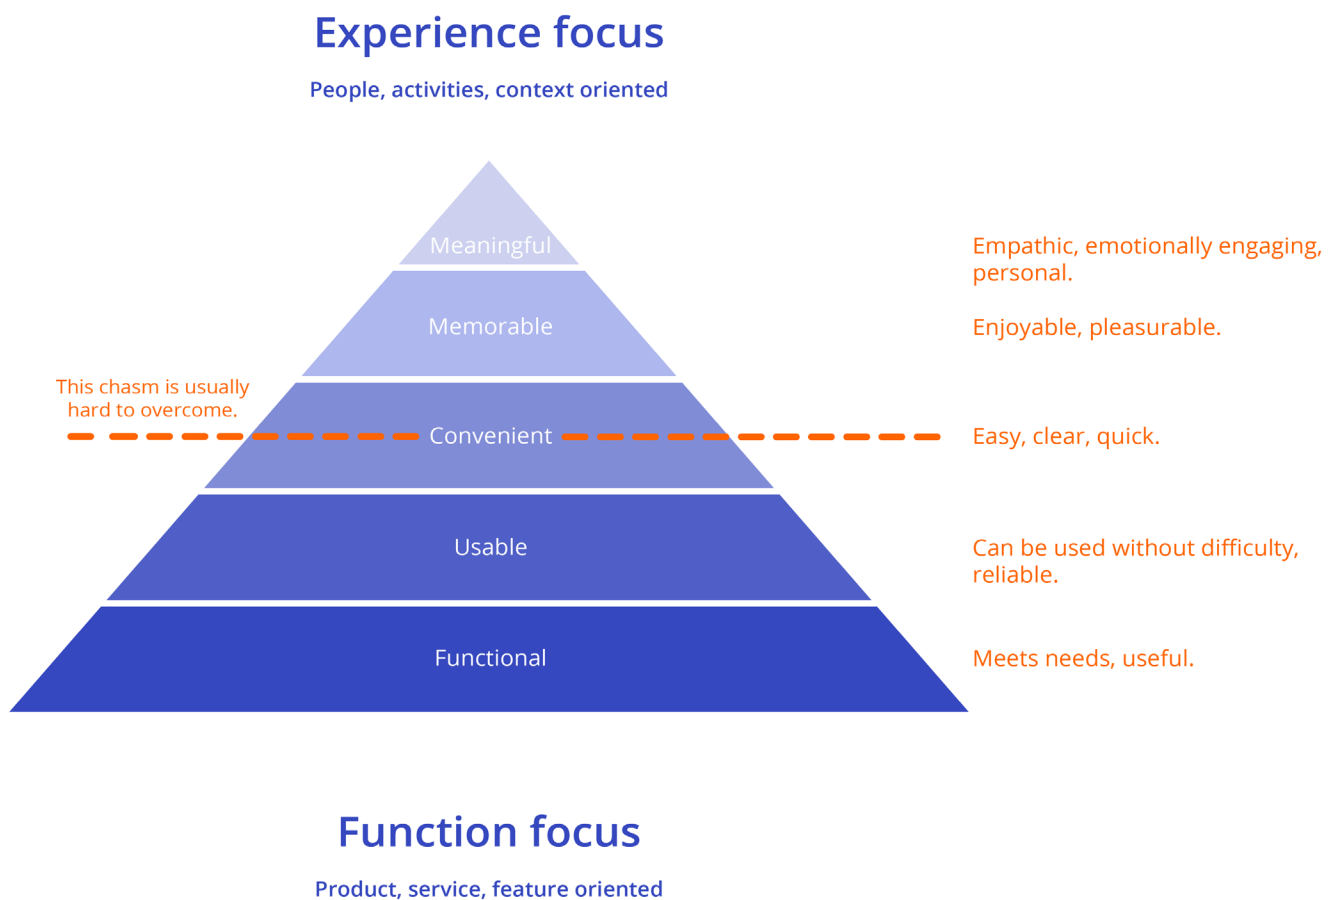 Experience focus
People, activities, context oriented
Meaningful
Empathic, emotionally engaging,
personal.
Memorable
Enjoyable, pleasurable.
This chasm is usually
hard to overcome.
Convenient
Easy, clear, quick.
Usable
Can be used without difficulty,
reliable.
Functional
Meets needs, useful.
Function focus
Product, service, feature oriented